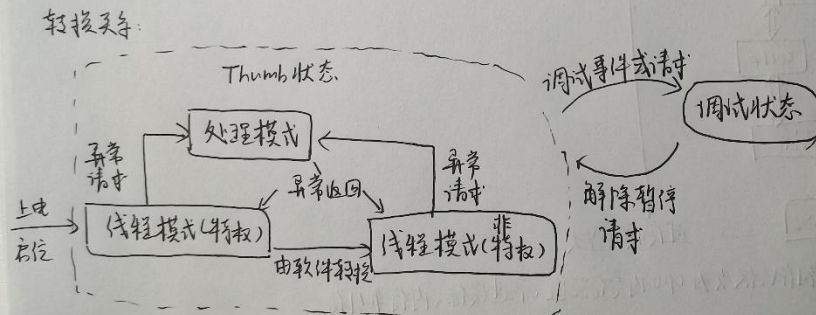 转换关系:
Thumb状态
调试事件或请求
调试状态
处理模式
异常
请求
异常返回
异常
请求
解除暂停
请求
上电
启位
线程模式(特权)
由软件转换
线程模式(非特权)